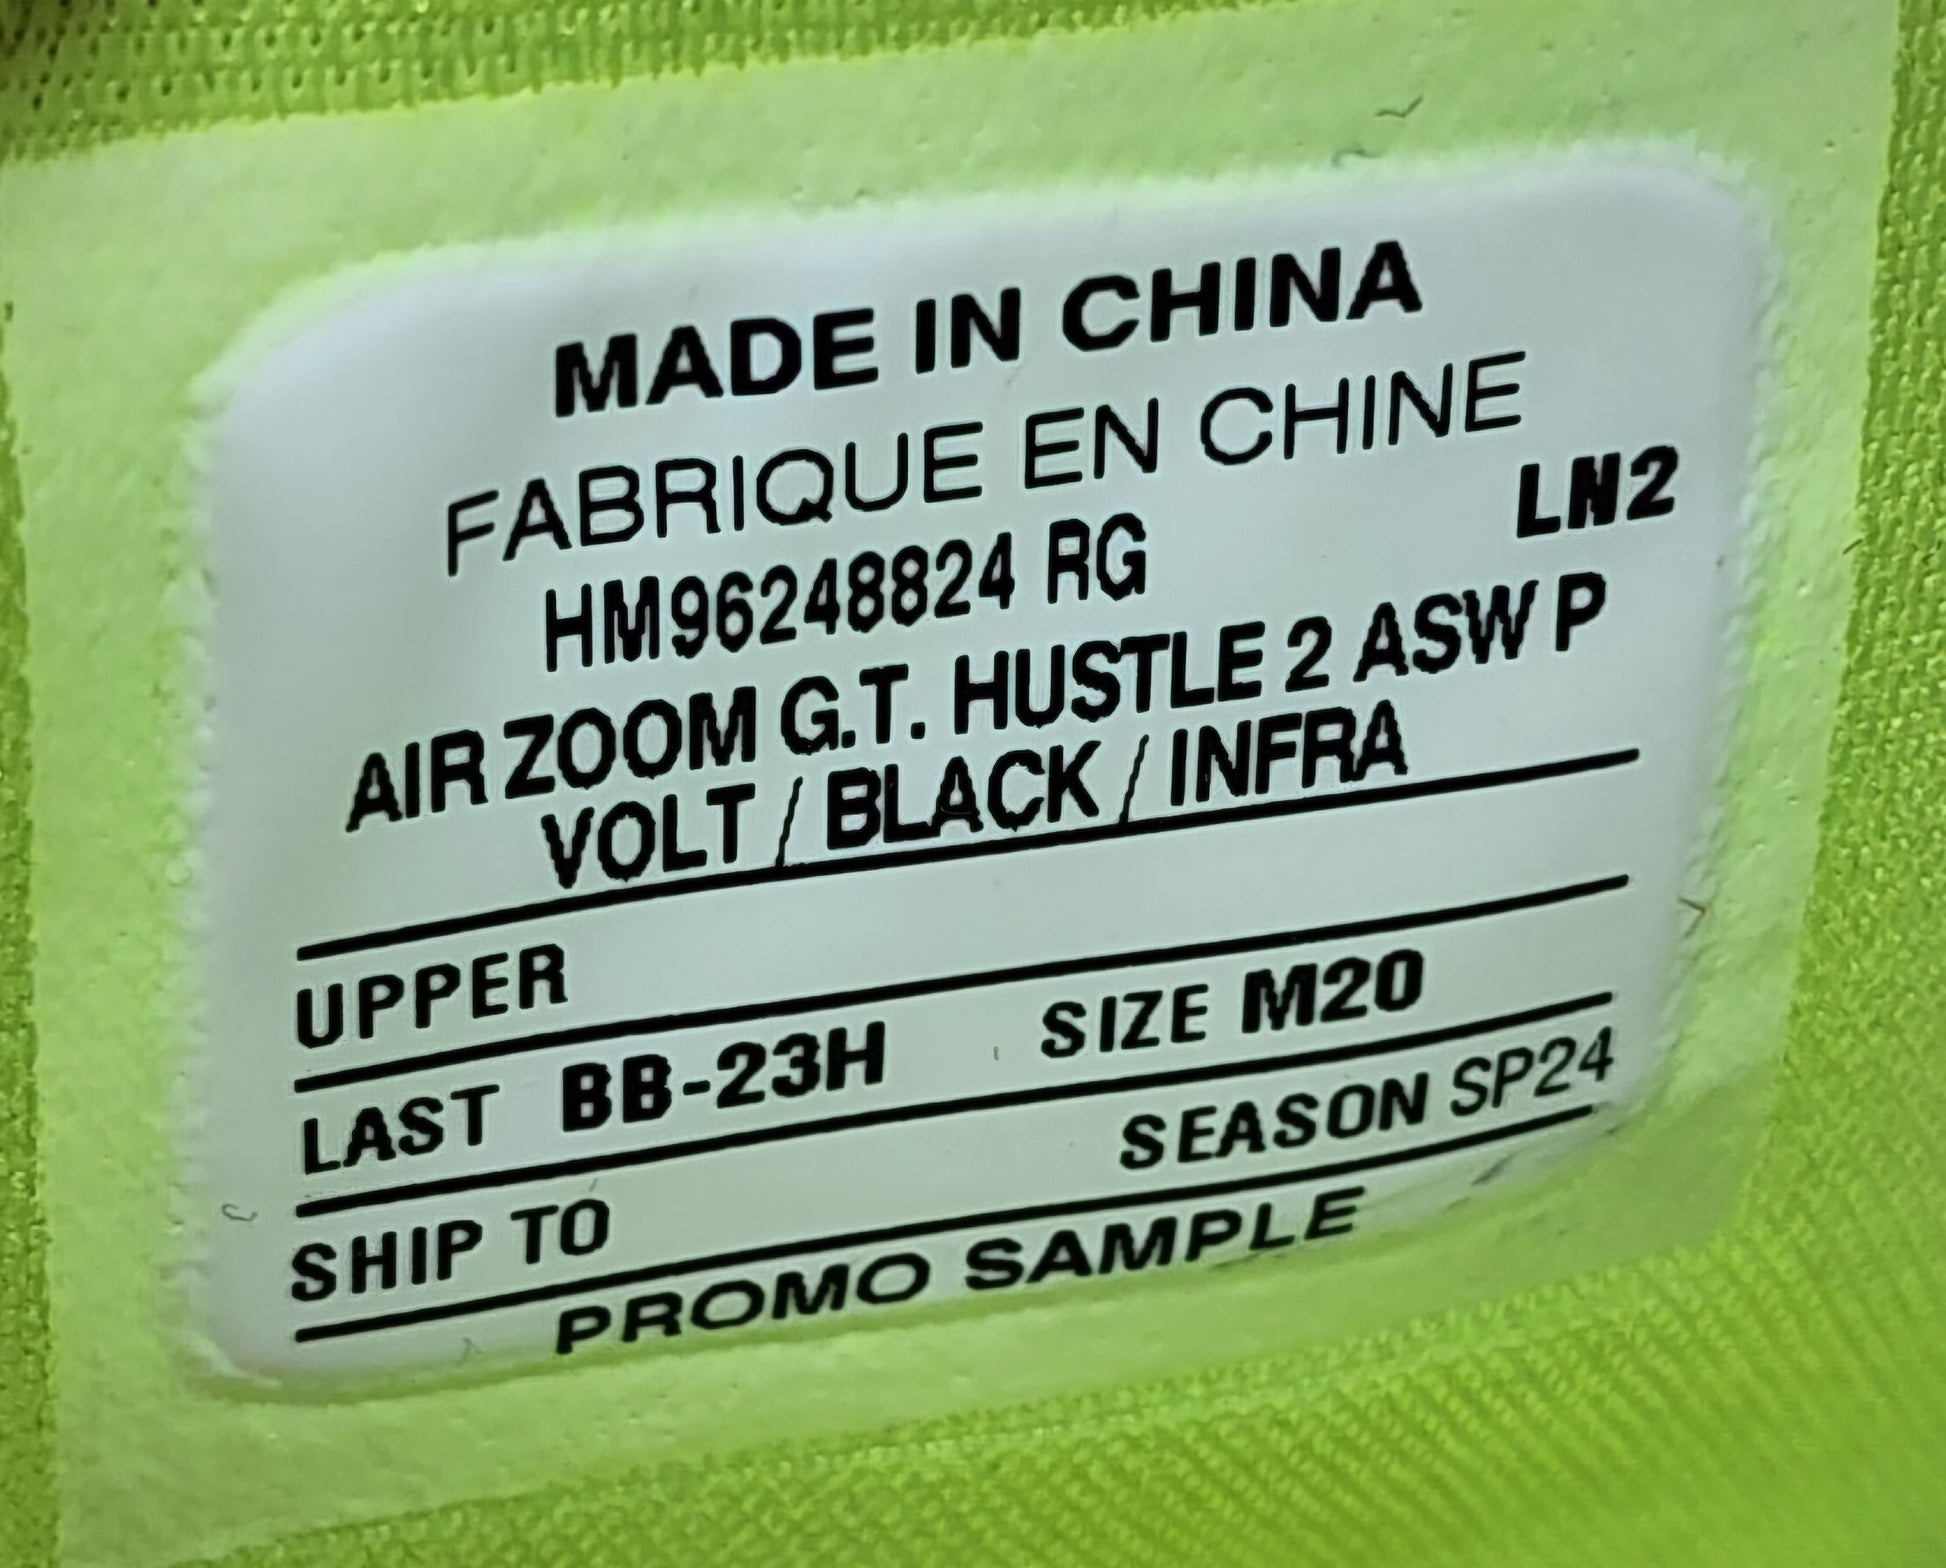 MADE IN CHINA
FABRIQUE EN CHINE
LN2
HM96248824 RG
AIR ZOOM G.T. HUSTLE 2 ASW P
VOLT / BLACK / INFRA
UPPER
LAST BB-23H SIZE M20
SEASON SP24
SHIP TO
PROMO SAMPLE